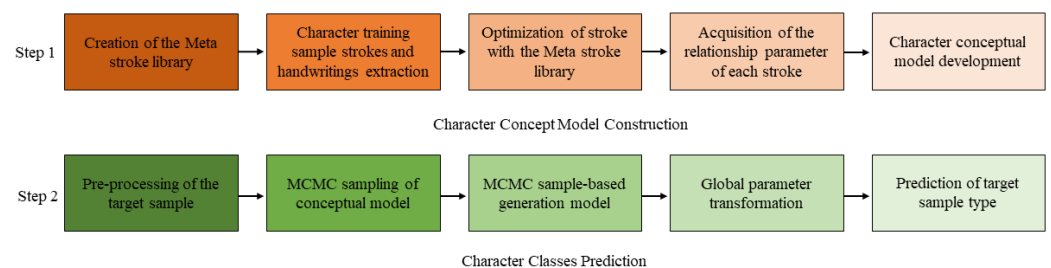 Step 1
Creation of the Meta
stroke library
Character training
sample strokes and
handwritings extraction
Optimization of stroke
with the Meta stroke
library
Acquisition of the
relationship parameter
of each stroke
Character conceptual
model development
Character Concept Model Construction
Step 2
Pre-processing of the
target sample
MCMC sampling of
conceptual model
MCMC sample-based
generation model
Global parameter
transformation
Prediction of target
sample type
Character Classes Prediction